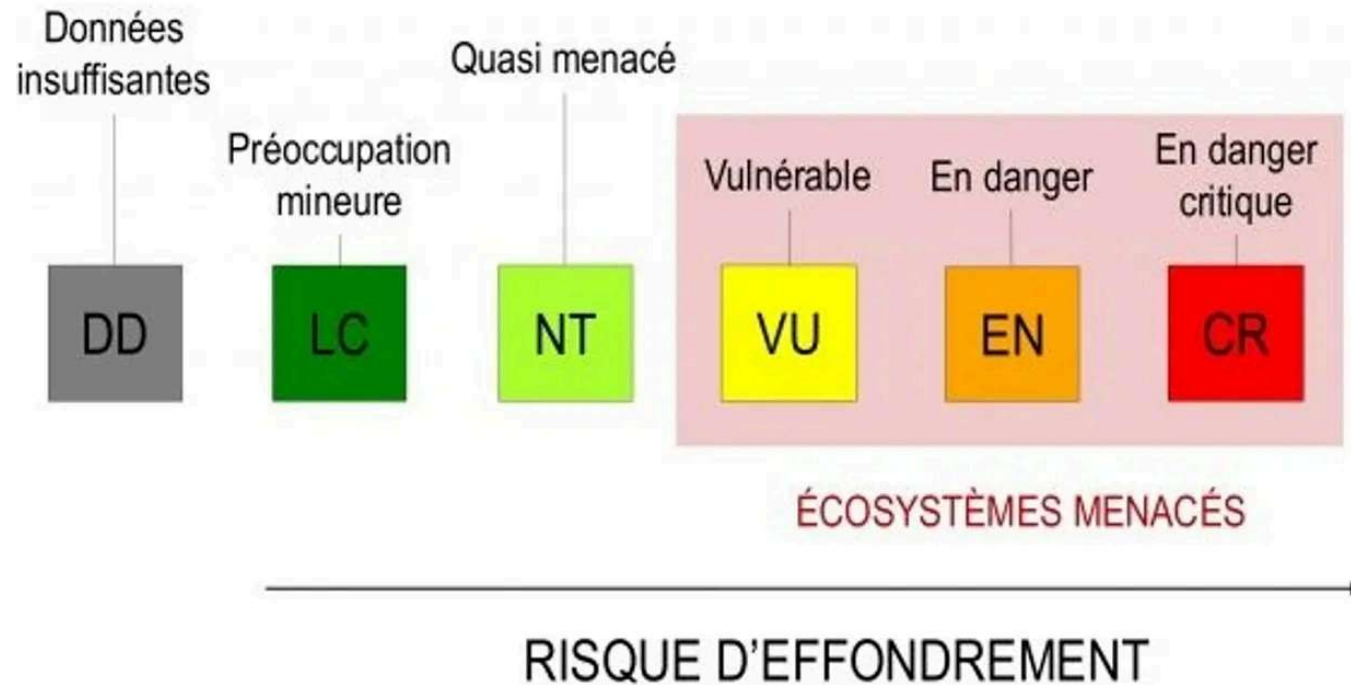 Données
insuffisantes
Préoccupation
mineure
Quasi menacé
Vulnérable
En danger
En danger
critique
DD
LC
NT
VU
EN
CR
ÉCOSYSTÈMES MENACÉS
RISQUE D'EFFONDREMENT